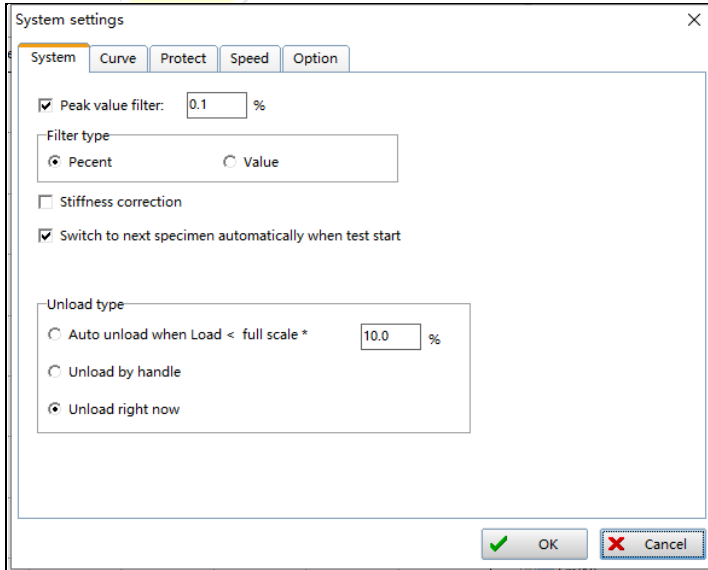 System settings
System Curve Protect Speed Option
Peak value filter: 0.1 %
Filter type
Pecent Value
Stiffness correction
Switch to next specimen automatically when test start
Unload type
Auto unload when Load < full scale * 10.0 %
Unload by handle
Unload right now
OK Cancel